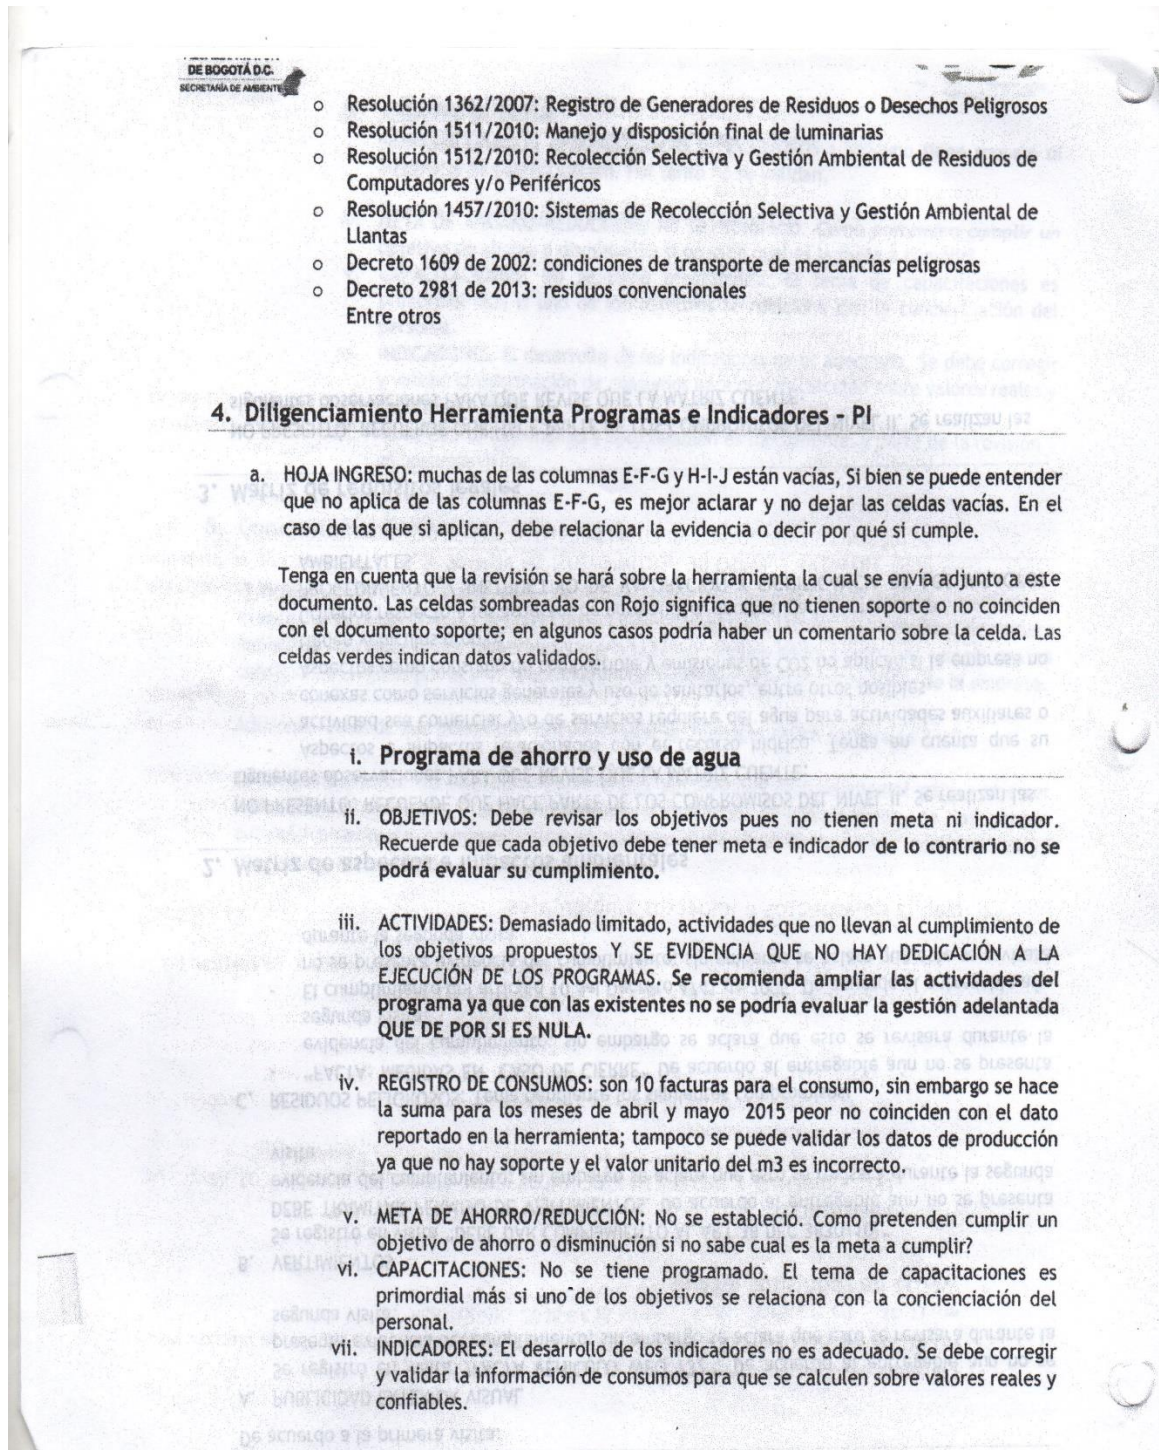 DE BOGOTÁ D.C.
SECRETARÍA DE AMBIENTE
o Resolución 1362/2007: Registro de Generadores de Residuos o Desechos Peligrosos
o Resolución 1511/2010: Manejo y disposición final de luminarias
o Resolución 1512/2010: Recolección Selectiva y Gestión Ambiental de Residuos de
Computadores y/o Periféricos
o Resolución 1457/2010: Sistemas de Recolección Selectiva y Gestión Ambiental de
Llantas
o Decreto 1609 de 2002: condiciones de transporte de mercancías peligrosas
o Decreto 2981 de 2013: residuos convencionales
Entre otros
4. Diligenciamiento Herramienta Programas e Indicadores - PI
a. HOJA INGRESO: muchas de las columnas E-F-G y H-I-J están vacías, Si bien se puede entender
que no aplica de las columnas E-F-G, es mejor aclarar y no dejar las celdas vacías. En el
caso de las que si aplican, debe relacionar la evidencia o decir por qué si cumple.
Tenga en cuenta que la revisión se hará sobre la herramienta la cual se envía adjunto a este
documento. Las celdas sombreadas con Rojo significa que no tienen soporte o no coinciden
con el documento soporte; en algunos casos podría haber un comentario sobre la celda. Las
celdas verdes indican datos validados.
i. Programa de ahorro y uso de agua
ii. OBJETIVOS: Debe revisar los objetivos pues no tienen meta ni indicador.
Recuerde que cada objetivo debe tener meta e indicador de lo contrario no se
podrá evaluar su cumplimiento.
iii. ACTIVIDADES: Demasiado limitado, actividades que no llevan al cumplimiento de
los objetivos propuestos Y SE EVIDENCIA QUE NO HAY DEDICACIÓN A LA
EJECUCIÓN DE LOS PROGRAMAS. Se recomienda ampliar las actividades del
programa ya que con las existentes no se podría evaluar la gestión adelantada
QUE DE POR SI ES NULA.
iv. REGISTRO DE CONSUMOS: son 10 facturas para el consumo, sin embargo se hace
la suma para los meses de abril y mayo 2015 peor no coinciden con el dato
reportado en la herramienta; tampoco se puede validar los datos de producción
ya que no hay soporte y el valor unitario del m3 es incorrecto.
v. META DE AHORRO/REDUCCIÓN: No se estableció. Como pretenden cumplir un
objetivo de ahorro o disminución si no sabe cual es la meta a cumplir?
vi. CAPACITACIONES: No se tiene programado. El tema de capacitaciones es
primordial más si uno de los objetivos se relaciona con la concienciación del
personal.
vii. INDICADORES: El desarrollo de los indicadores no es adecuado. Se debe corregir
y validar la información de consumos para que se calculen sobre valores reales y
confiables.